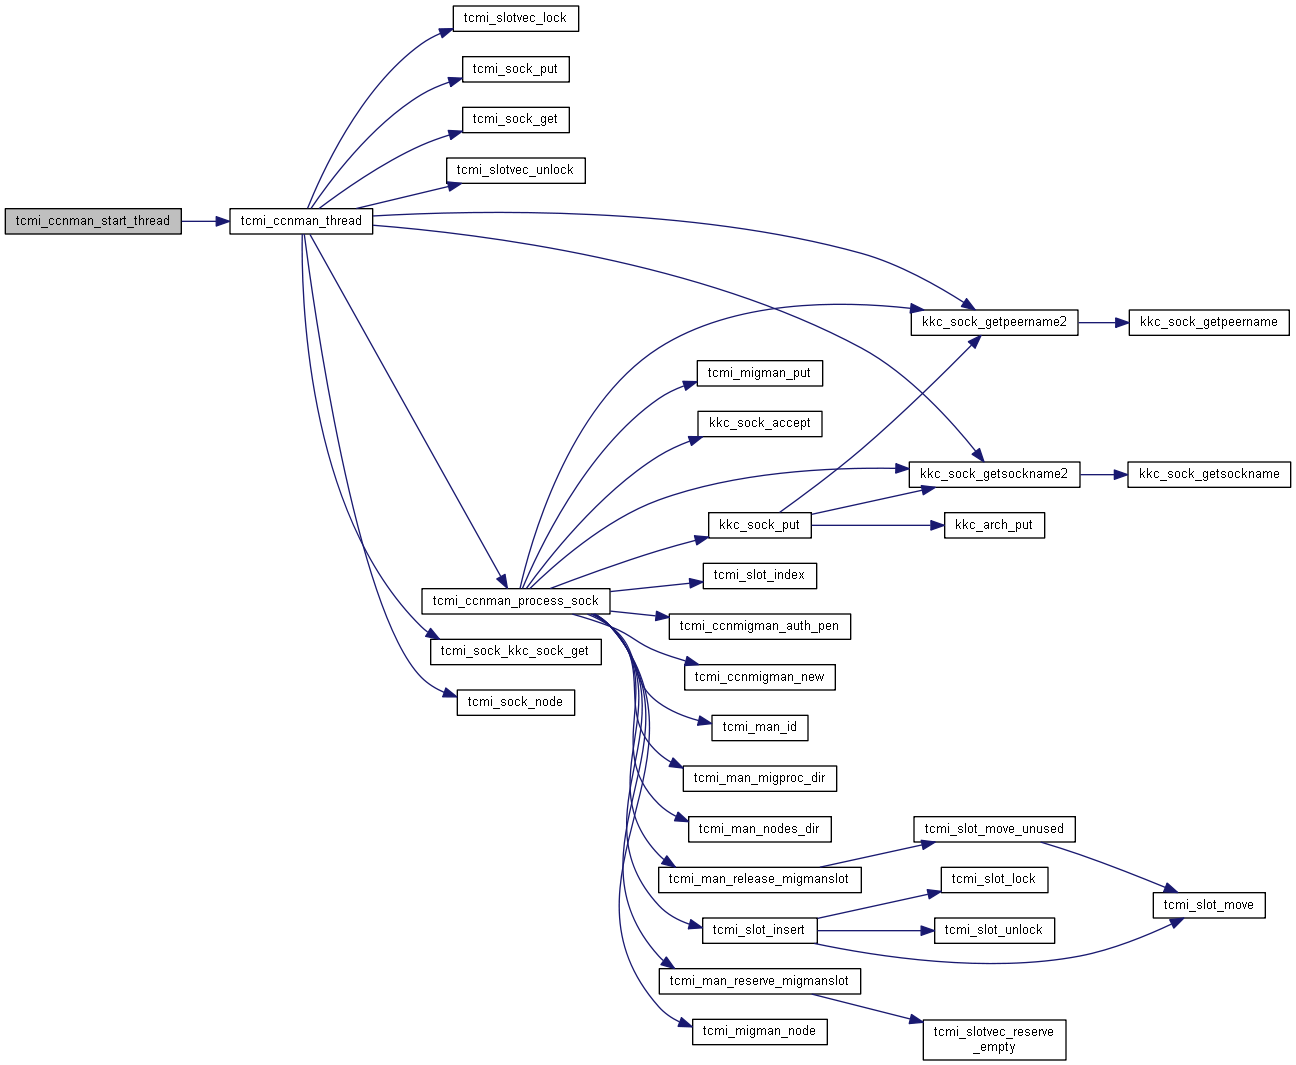 tcmi_slotvec_lock
tcmi_sock_put
tcmi_sock_get
tcmi_slotvec_unlock
tcmi_ccnman_start_thread
tcmi_ccnman_thread
kkc_sock_getpeername2
kkc_sock_getpeername
tcmi_migman_put
kkc_sock_accept
kkc_sock_getsockname2
kkc_sock_getsockname
kkc_sock_put
kkc_arch_put
tcmi_slot_index
tcmi_ccnman_process_sock
tcmi_ccnmigman_auth_pen
tcmi_sock_kkc_sock_get
tcmi_ccnmigman_new
tcmi_sock_node
tcmi_man_id
tcmi_man_migproc_dir
tcmi_man_nodes_dir
tcmi_slot_move_unused
tcmi_man_release_migmanslot
tcmi_slot_lock
tcmi_slot_move
tcmi_slot_insert
tcmi_slot_unlock
tcmi_man_reserve_migmanslot
tcmi_migman_node
tcmi_slotvec_reserve
_empty